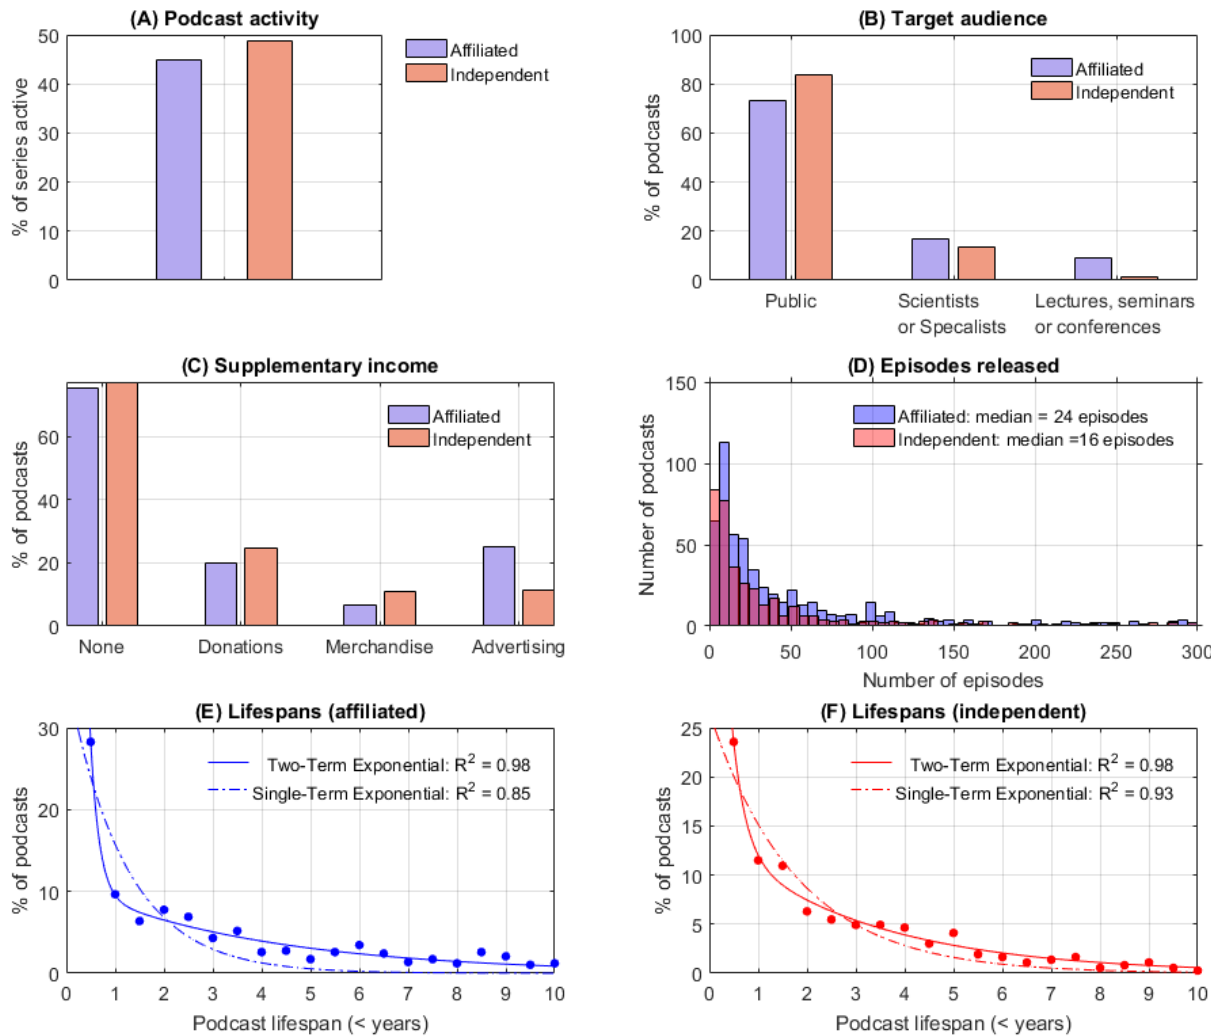 (A) Podcast activity
50
40
30
20
10
0
% of series active
Affiliated
Independent
(B) Target audience
100
80
60
40
20
0
% of podcasts
Affiliated
Independent
Public
Scientists
or Specalists
Lectures, seminars
or conferences
(C) Supplementary income
60
40
20
0
% of podcasts
Affiliated
Independent
None
Donations
Merchandise
Advertising
(D) Episodes released
150
100
50
0
Number of podcasts
Affiliated: median = 24 episodes
Independent: median =16 episodes
0 50 100 150 200 250 300
Number of episodes
(E) Lifespans (affiliated)
30
20
10
0
% of podcasts
Two-Term Exponential: R² = 0.98
Single-Term Exponential: R² = 0.85
0 1 2 3 4 5 6 7 8 9 10
Podcast lifespan (< years)
(F) Lifespans (independent)
25
20
15
10
5
0
% of podcasts
Two-Term Exponential: R² = 0.98
Single-Term Exponential: R² = 0.93
0 1 2 3 4 5 6 7 8 9 10
Podcast lifespan (< years)